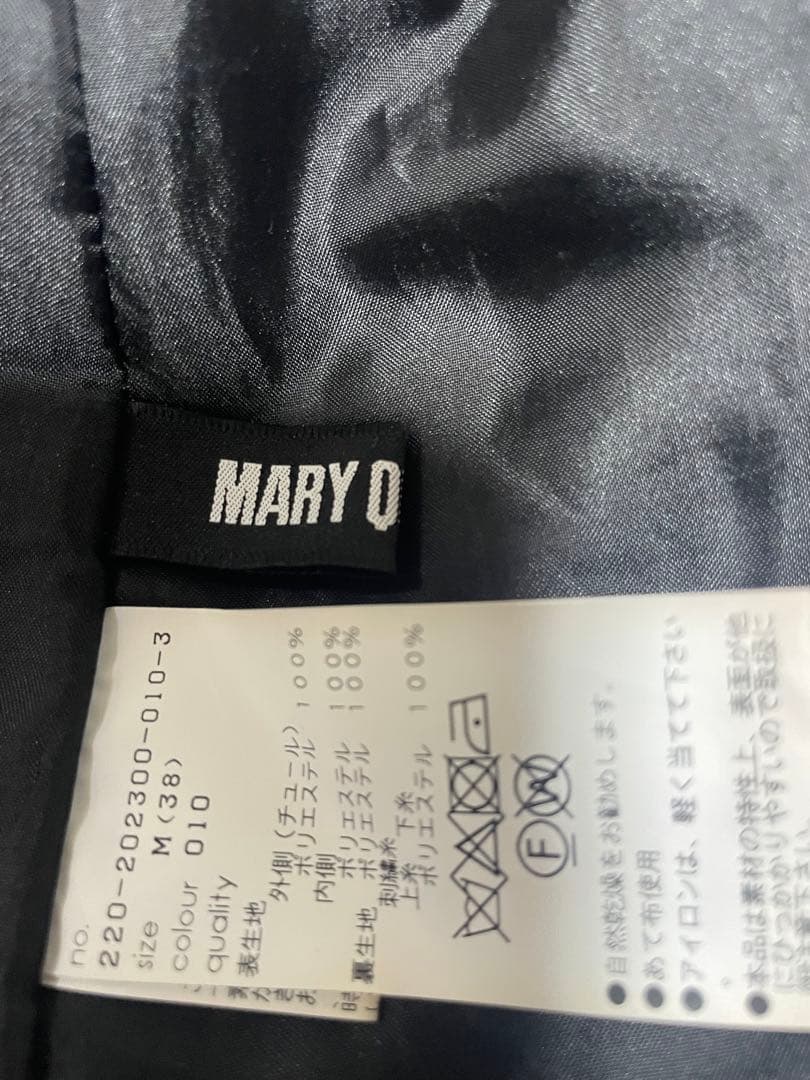 MARY Q
no.
220-202300-010-3
size
M(38)
colour
010
quality
表生地
外側(チュール)
ポリエステル 100%
内側
ポリエステル 100%
裏生地
ポリエステル 100%
刺繍糸
上糸 下糸
ポリエステル 100%
F W
●自然乾燥をお勧めします。
●あて布使用
●アイロンは、軽く当てて下さい
。
●本品は素材の特性上、表面が他
にひっかかりやすいので取扱に